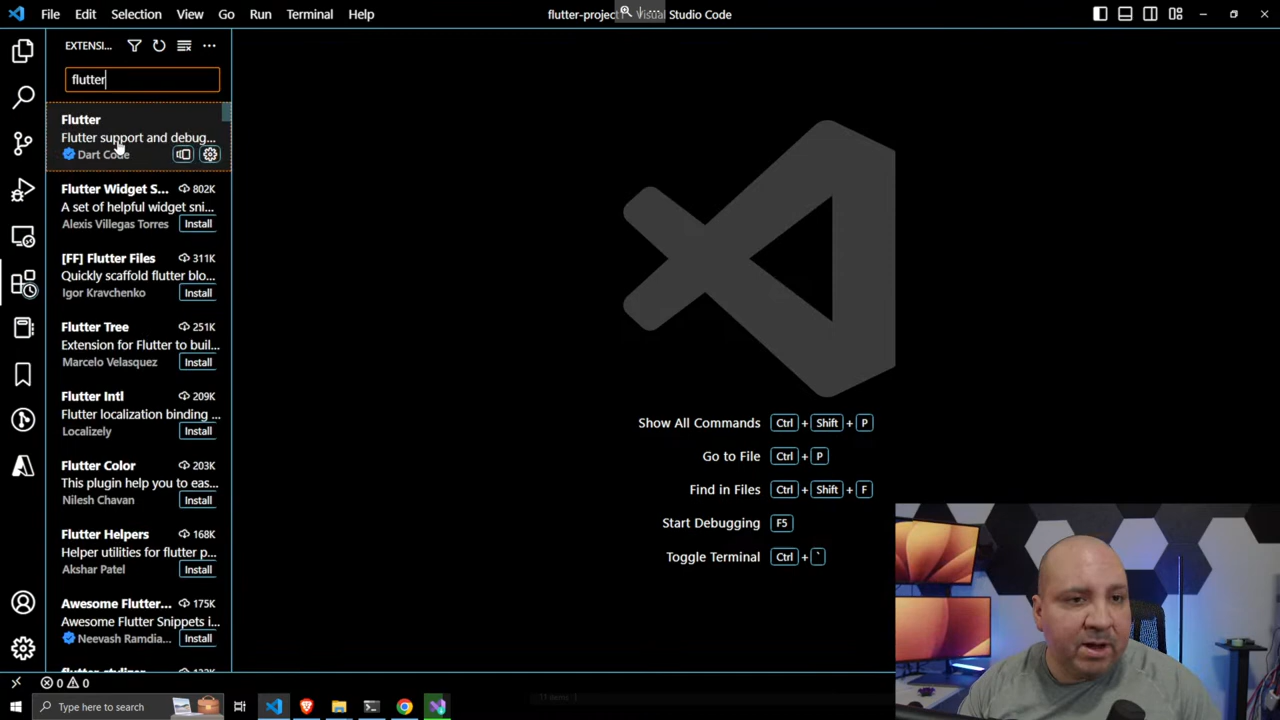 File Edit Selection View Go Run Terminal Help
flutter-project1 - Visual Studio Code
EXTENSI...
flutter
Flutter
Flutter support and debug...
Dart Code
Flutter Widget S... 802K
A set of helpful widget sni...
Alexis Villegas Torres Install
[FF] Flutter Files 311K
Quickly scaffold flutter blo...
Igor Kravchenko Install
Flutter Tree 251K
Extension for Flutter to buil...
Marcelo Velasquez Install
Flutter Intl 209K
Flutter localization binding ...
Localizely Install
Flutter Color 203K
This plugin help you to eas...
Nilesh Chavan Install
Flutter Helpers 168K
Helper utilities for flutter p...
Akshar Patel Install
Awesome Flutter... 175K
Awesome Flutter Snippets i...
Neevash Ramdia... Install
Show All Commands Ctrl + Shift + P
Go to File Ctrl + P
Find in Files Ctrl + Shift + F
Start Debugging F5
Toggle Terminal Ctrl + `
0 0
Type here to search